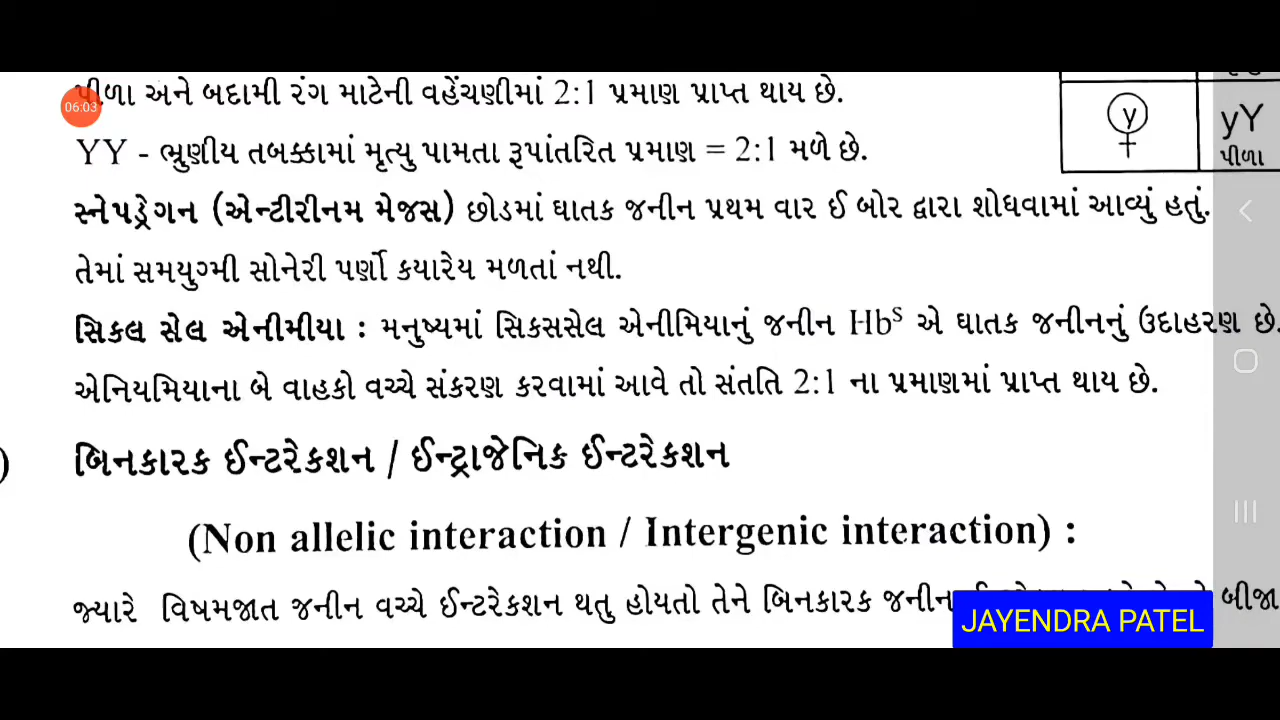 પીળા અને બદામી રંગ માટેની વહેંચણીમાં 2:1 પ્રમાણ પ્રાપ્ત થાય છે.
06:03
YY - ભ્રુણીય તબક્કામાં મૃત્યુ પામતા રૂપાંતરિત પ્રમાણ = 2:1 મળે છે.
y
yY
પીળા
સ્નેપડ્રેગન (એન્ટીરીનમ મેજસ) છોડમાં ઘાતક જનીન પ્રથમ વાર ઈ બોર દ્વારા શોધવામાં આવ્યું હતું.
તેમાં સમયુગ્મી સોનેરી પર્ણો કયારેય મળતાં નથી.
સિકલ સેલ એનીમીયા : મનુષ્યમાં સિકસસેલ એનીમિયાનું જનીન Hbˢ એ ઘાતક જનીનનું ઉદાહરણ છે.
એનિયમિયાના બે વાહકો વચ્ચે સંકરણ કરવામાં આવે તો સંતતિ 2:1 ના પ્રમાણમાં પ્રાપ્ત થાય છે.
) બિનકારક ઈન્ટરેકશન / ઈન્ટ્રાજેનિક ઈન્ટરેકશન
(Non allelic interaction / Intergenic interaction) :
જ્યારે વિષમજાત જનીન વચ્ચે ઈન્ટરેકશન થતુ હોયતો તેને બિનકારક જનીન બીજા
JAYENDRA PATEL